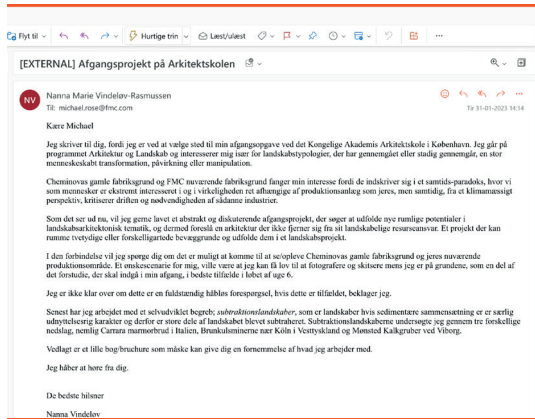 Flyt til
Hurtige trin
Læst/ulæst
[EXTERNAL] Afgangsprojekt på Arkitektskolen
NV
Nanna Marie Vindeløv-Rasmussen
Til: michael.rose@fmc.com
Ti 31-01-2023 14:14
Kære Michael
Jeg skriver til dig, fordi jeg er ved at vælge sted til min afgangsopgave ved det Kongelige Akademis Arkitektskole i København. Jeg går på
programmet Arkitektur og Landskab og interesserer mig især for landskabstypologier, der har gennemgået eller stadig gennemgår, en stor
menneskeskabt transformation, påvirkning eller manipulation.
Cheminovas gamle fabriksgrund og FMC nuværende fabriksgrund fanger min interesse fordi de indskriver sig i et samtids-paradoks, hvor vi
som mennesker er ekstremt interesseret i og i virkeligheden ret afhængige af produktionsanlæg som jeres, men samtidig, fra et klimamæssigt
perspektiv, kritiserer driften og nødvendigheden af sådanne industrier.
Som det ser ud nu, vil jeg gerne lavet et abstrakt og diskuterende afgangsprojekt, der søger at udfolde nye rumlige potentialer i
landskabsarkitektonisk tematik, og dermed foreslå en arkitektur der ikke fjerner sig fra sit landskabelige resurseansvar. Et projekt der kan
rumme tvetydige eller forskelligartede bevæggrunde og udfolde dem i et landskabsprojekt.
I den forbindelse vil jeg spørge dig om det er muligt at komme til at se/opleve Cheminovas gamle fabriksgrund og jeres nuværende
produktionsområde. Et ønskescenarie for mig, ville være at jeg kan få lov til at fotografere og skitsere mens jeg er på grundene, som en del af
det forstudie, der skal indgå i min afgang, i bedste tilfælde i løbet af uge 6.
Jeg er ikke klar over om dette er en fuldstændig håbløs forespørgsel, hvis dette er tilfældet, beklager jeg.
Senest har jeg arbejdet med et selvudviklet begreb; subtraktionslandskaber, som er landskaber hvis sedimentære sammensætning er er særlig
udnyttelsesrig karakter og derfor er store dele af landskabet blevet subtraheret. Subtraktionslandskaberne undersøgte jeg gennem tre forskellige
nedslag, nemlig Carrara marmorbrud i Italien, Brunkulsminerne nær Köln i Vesttyskland og Mønsted Kalkgruber ved Viborg.
Vedlagt er et lille bog/bruchure som måske kan give dig en fornemmelse af hvad jeg arbejder med.
Jeg håber at høre fra dig.
De bedste hilsner
Nanna Vindeløv